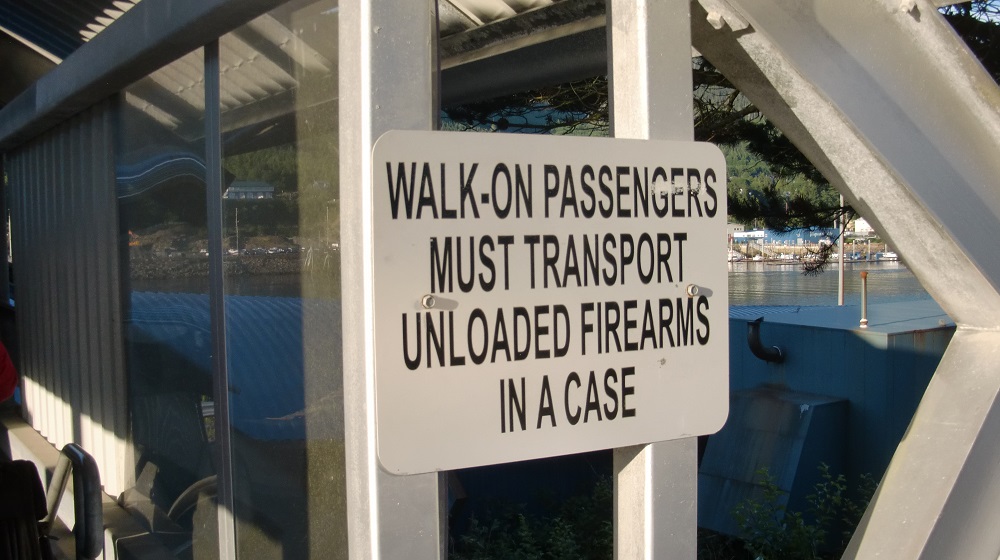 WALK-ON PASSENGERS
MUST TRANSPORT
UNLOADED FIREARMS
IN A CASE